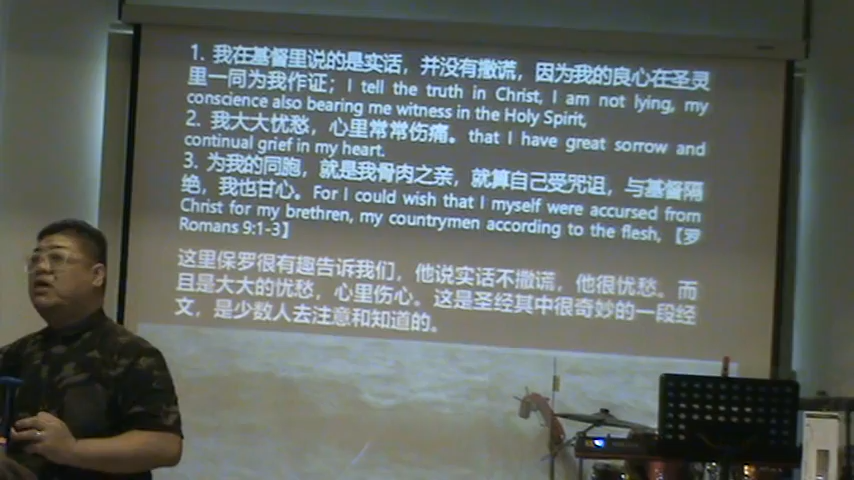 1. 我在基督里说的是实话，并没有撒谎，因为我的良心在圣灵
里一同为我作证；I tell the truth in Christ, I am not lying, my
conscience also bearing me witness in the Holy Spirit,
2. 我大大忧愁，心里常常伤痛。that I have great sorrow and
continual grief in my heart.
3. 为我的同胞，就是我骨肉之亲，就算自己受咒诅，与基督隔
绝，我也甘心。For I could wish that I myself were accursed from
Christ for my brethren, my countrymen according to the flesh,【罗
Romans 9:1-3】
这里保罗很有趣告诉我们，他说实话不撒谎，他很忧愁。而
且是大大的忧愁，心里伤心。这是圣经其中很奇妙的一段经
文，是少数人去注意和知道的。